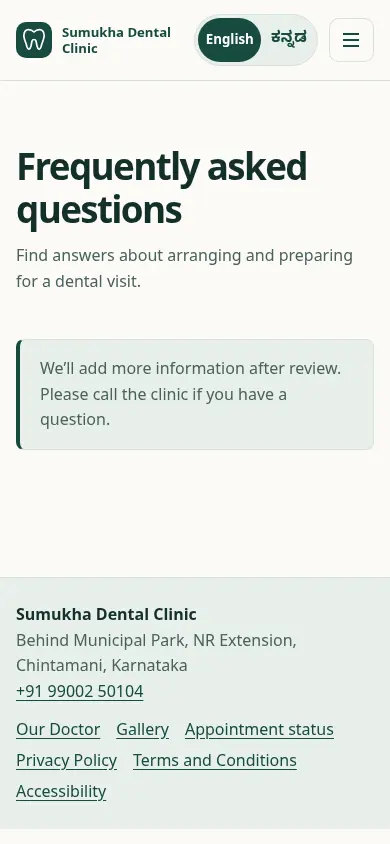 Sumukha Dental
Clinic
English
ಕನ್ನಡ
Frequently asked
questions
Find answers about arranging and preparing
for a dental visit.
We’ll add more information after review.
Please call the clinic if you have a
question.
Sumukha Dental Clinic
Behind Municipal Park, NR Extension,
Chintamani, Karnataka
+91 99002 50104
Our Doctor Gallery Appointment status
Privacy Policy Terms and Conditions
Accessibility